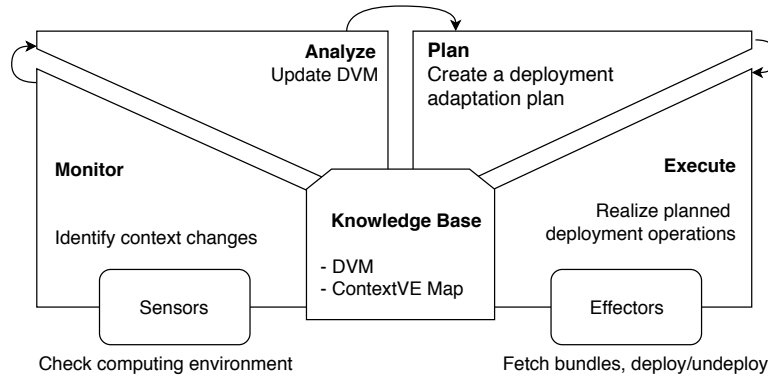 Analyze
Update DVM
Plan
Create a deployment
adaptation plan
Monitor
Identify context changes
Knowledge Base
- DVM
- ContextVE Map
Execute
Realize planned
deployment operations
Sensors
Effectors
Check computing environment
Fetch bundles, deploy/undeploy